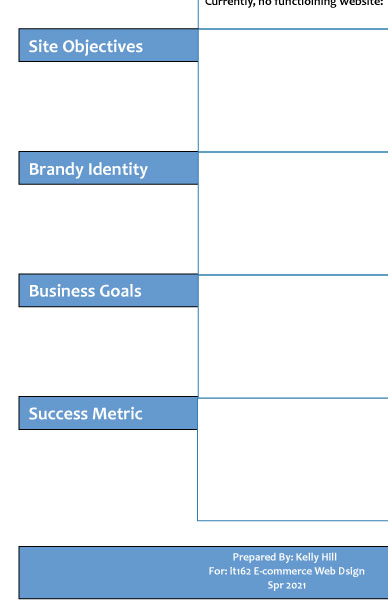 Currently, no functioining website:
Site Objectives
Brandy Identity
Business Goals
Success Metric
Prepared By: Kelly Hill
For: It162 E-commerce Web Dsign
Spr 2021